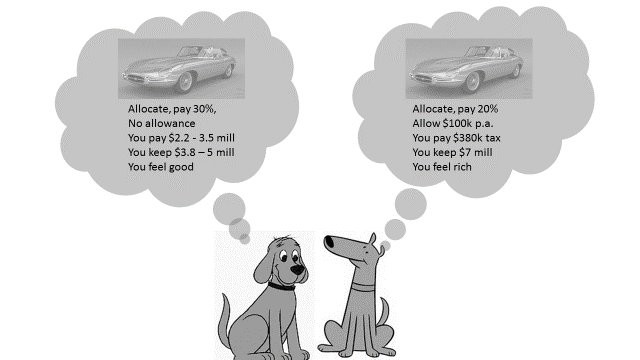 Allocate, pay 30%,
No allowance
You pay $2.2 - 3.5 mill
You keep $3.8 – 5 mill
You feel good
Allocate, pay 20%
Allow $100k p.a.
You pay $380k tax
You keep $7 mill
You feel rich